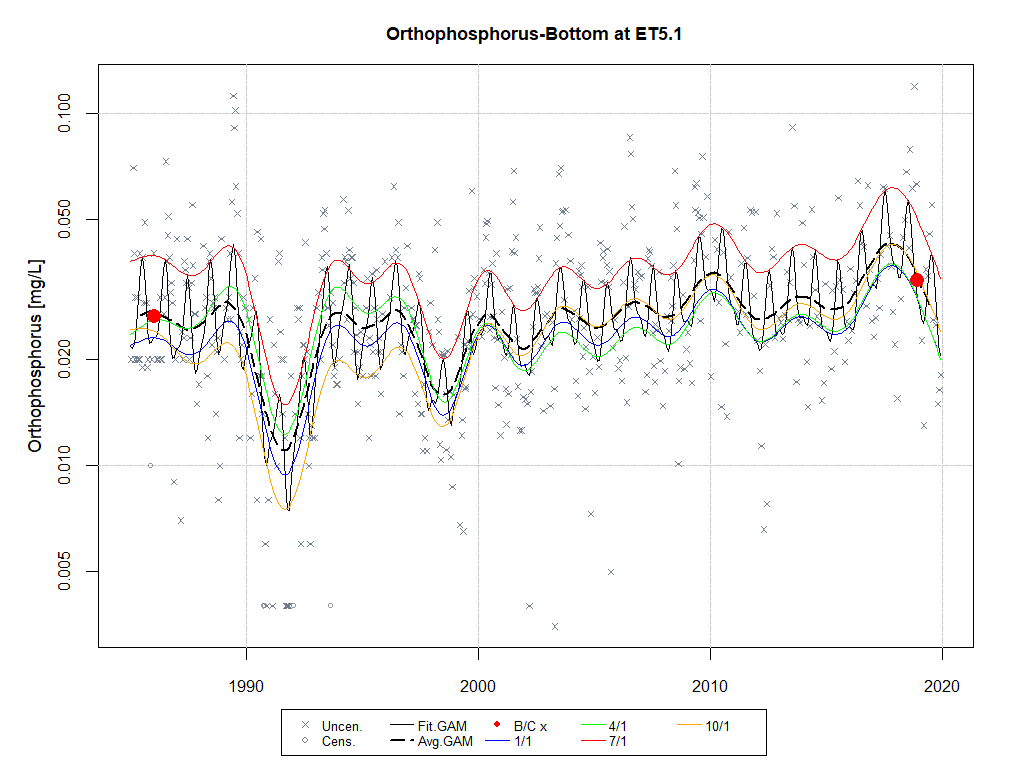 Orthophosphorus-Bottom at ET5.1
Orthophosphorus [mg/L]
0.100
0.050
0.020
0.010
0.005
1990 2000 2010 2020
Uncen. Fit.GAM B/C x 4/1 10/1
Cens. Avg.GAM 1/1 7/1